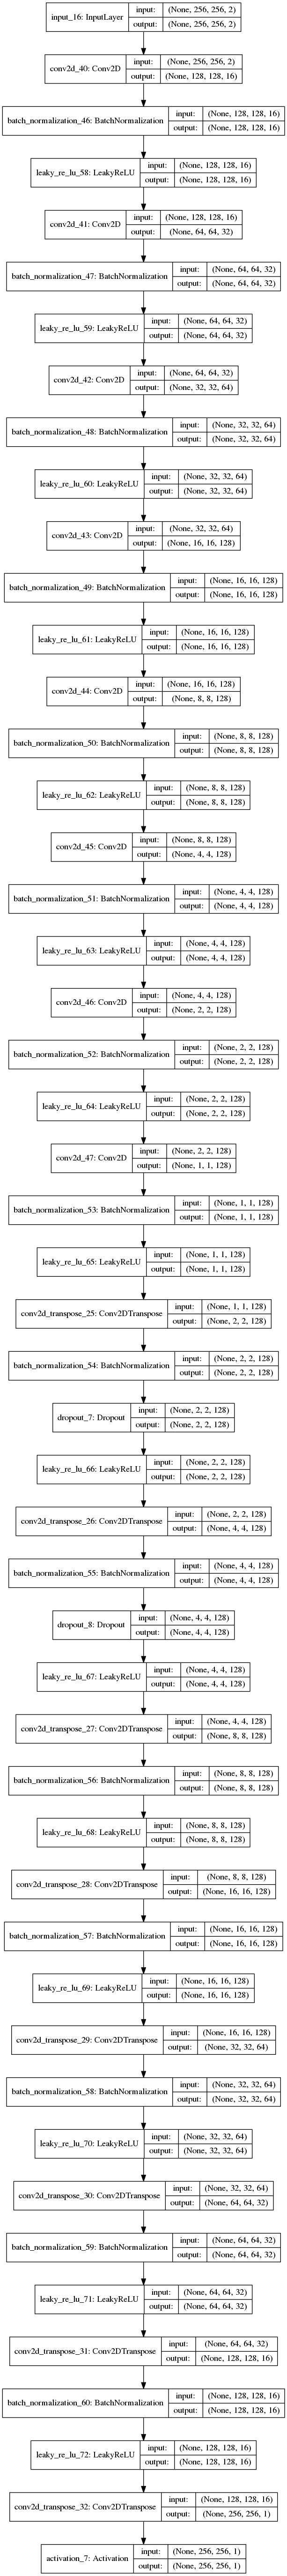 input_16: InputLayer input: (None, 256, 256, 2)
output: (None, 256, 256, 2)
conv2d_40: Conv2D input: (None, 256, 256, 2)
output: (None, 128, 128, 16)
batch_normalization_46: BatchNormalization input: (None, 128, 128, 16)
output: (None, 128, 128, 16)
leaky_re_lu_58: LeakyReLU input: (None, 128, 128, 16)
output: (None, 128, 128, 16)
conv2d_41: Conv2D input: (None, 128, 128, 16)
output: (None, 64, 64, 32)
batch_normalization_47: BatchNormalization input: (None, 64, 64, 32)
output: (None, 64, 64, 32)
leaky_re_lu_59: LeakyReLU input: (None, 64, 64, 32)
output: (None, 64, 64, 32)
conv2d_42: Conv2D input: (None, 64, 64, 32)
output: (None, 32, 32, 64)
batch_normalization_48: BatchNormalization input: (None, 32, 32, 64)
output: (None, 32, 32, 64)
leaky_re_lu_60: LeakyReLU input: (None, 32, 32, 64)
output: (None, 32, 32, 64)
conv2d_43: Conv2D input: (None, 32, 32, 64)
output: (None, 16, 16, 128)
batch_normalization_49: BatchNormalization input: (None, 16, 16, 128)
output: (None, 16, 16, 128)
leaky_re_lu_61: LeakyReLU input: (None, 16, 16, 128)
output: (None, 16, 16, 128)
conv2d_44: Conv2D input: (None, 16, 16, 128)
output: (None, 8, 8, 128)
batch_normalization_50: BatchNormalization input: (None, 8, 8, 128)
output: (None, 8, 8, 128)
leaky_re_lu_62: LeakyReLU input: (None, 8, 8, 128)
output: (None, 8, 8, 128)
conv2d_45: Conv2D input: (None, 8, 8, 128)
output: (None, 4, 4, 128)
batch_normalization_51: BatchNormalization input: (None, 4, 4, 128)
output: (None, 4, 4, 128)
leaky_re_lu_63: LeakyReLU input: (None, 4, 4, 128)
output: (None, 4, 4, 128)
conv2d_46: Conv2D input: (None, 4, 4, 128)
output: (None, 2, 2, 128)
batch_normalization_52: BatchNormalization input: (None, 2, 2, 128)
output: (None, 2, 2, 128)
leaky_re_lu_64: LeakyReLU input: (None, 2, 2, 128)
output: (None, 2, 2, 128)
conv2d_47: Conv2D input: (None, 2, 2, 128)
output: (None, 1, 1, 128)
batch_normalization_53: BatchNormalization input: (None, 1, 1, 128)
output: (None, 1, 1, 128)
leaky_re_lu_65: LeakyReLU input: (None, 1, 1, 128)
output: (None, 1, 1, 128)
conv2d_transpose_25: Conv2DTranspose input: (None, 1, 1, 128)
output: (None, 2, 2, 128)
batch_normalization_54: BatchNormalization input: (None, 2, 2, 128)
output: (None, 2, 2, 128)
dropout_7: Dropout input: (None, 2, 2, 128)
output: (None, 2, 2, 128)
leaky_re_lu_66: LeakyReLU input: (None, 2, 2, 128)
output: (None, 2, 2, 128)
conv2d_transpose_26: Conv2DTranspose input: (None, 2, 2, 128)
output: (None, 4, 4, 128)
batch_normalization_55: BatchNormalization input: (None, 4, 4, 128)
output: (None, 4, 4, 128)
dropout_8: Dropout input: (None, 4, 4, 128)
output: (None, 4, 4, 128)
leaky_re_lu_67: LeakyReLU input: (None, 4, 4, 128)
output: (None, 4, 4, 128)
conv2d_transpose_27: Conv2DTranspose input: (None, 4, 4, 128)
output: (None, 8, 8, 128)
batch_normalization_56: BatchNormalization input: (None, 8, 8, 128)
output: (None, 8, 8, 128)
leaky_re_lu_68: LeakyReLU input: (None, 8, 8, 128)
output: (None, 8, 8, 128)
conv2d_transpose_28: Conv2DTranspose input: (None, 8, 8, 128)
output: (None, 16, 16, 128)
batch_normalization_57: BatchNormalization input: (None, 16, 16, 128)
output: (None, 16, 16, 128)
leaky_re_lu_69: LeakyReLU input: (None, 16, 16, 128)
output: (None, 16, 16, 128)
conv2d_transpose_29: Conv2DTranspose input: (None, 16, 16, 128)
output: (None, 32, 32, 64)
batch_normalization_58: BatchNormalization input: (None, 32, 32, 64)
output: (None, 32, 32, 64)
leaky_re_lu_70: LeakyReLU input: (None, 32, 32, 64)
output: (None, 32, 32, 64)
conv2d_transpose_30: Conv2DTranspose input: (None, 32, 32, 64)
output: (None, 64, 64, 32)
batch_normalization_59: BatchNormalization input: (None, 64, 64, 32)
output: (None, 64, 64, 32)
leaky_re_lu_71: LeakyReLU input: (None, 64, 64, 32)
output: (None, 64, 64, 32)
conv2d_transpose_31: Conv2DTranspose input: (None, 64, 64, 32)
output: (None, 128, 128, 16)
batch_normalization_60: BatchNormalization input: (None, 128, 128, 16)
output: (None, 128, 128, 16)
leaky_re_lu_72: LeakyReLU input: (None, 128, 128, 16)
output: (None, 128, 128, 16)
conv2d_transpose_32: Conv2DTranspose input: (None, 128, 128, 16)
output: (None, 256, 256, 1)
activation_7: Activation input: (None, 256, 256, 1)
output: (None, 256, 256, 1)